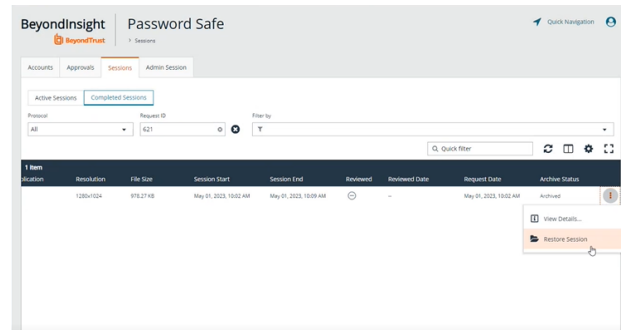 BeyondInsight Password Safe
BeyondTrust > Sessions
Quick Navigation
Accounts Approvals Sessions Admin Session
Active Sessions Completed Sessions
Protocol Request ID Filter by
All 621
Quick filter
1 item
olication Resolution File Size Session Start Session End Reviewed Reviewed Date Request Date Archive Status
1280x1024 978.27 KB May 01, 2023, 10:02 AM May 01, 2023, 10:09 AM – May 01, 2023, 10:02 AM Archived
View Details...
Restore Session